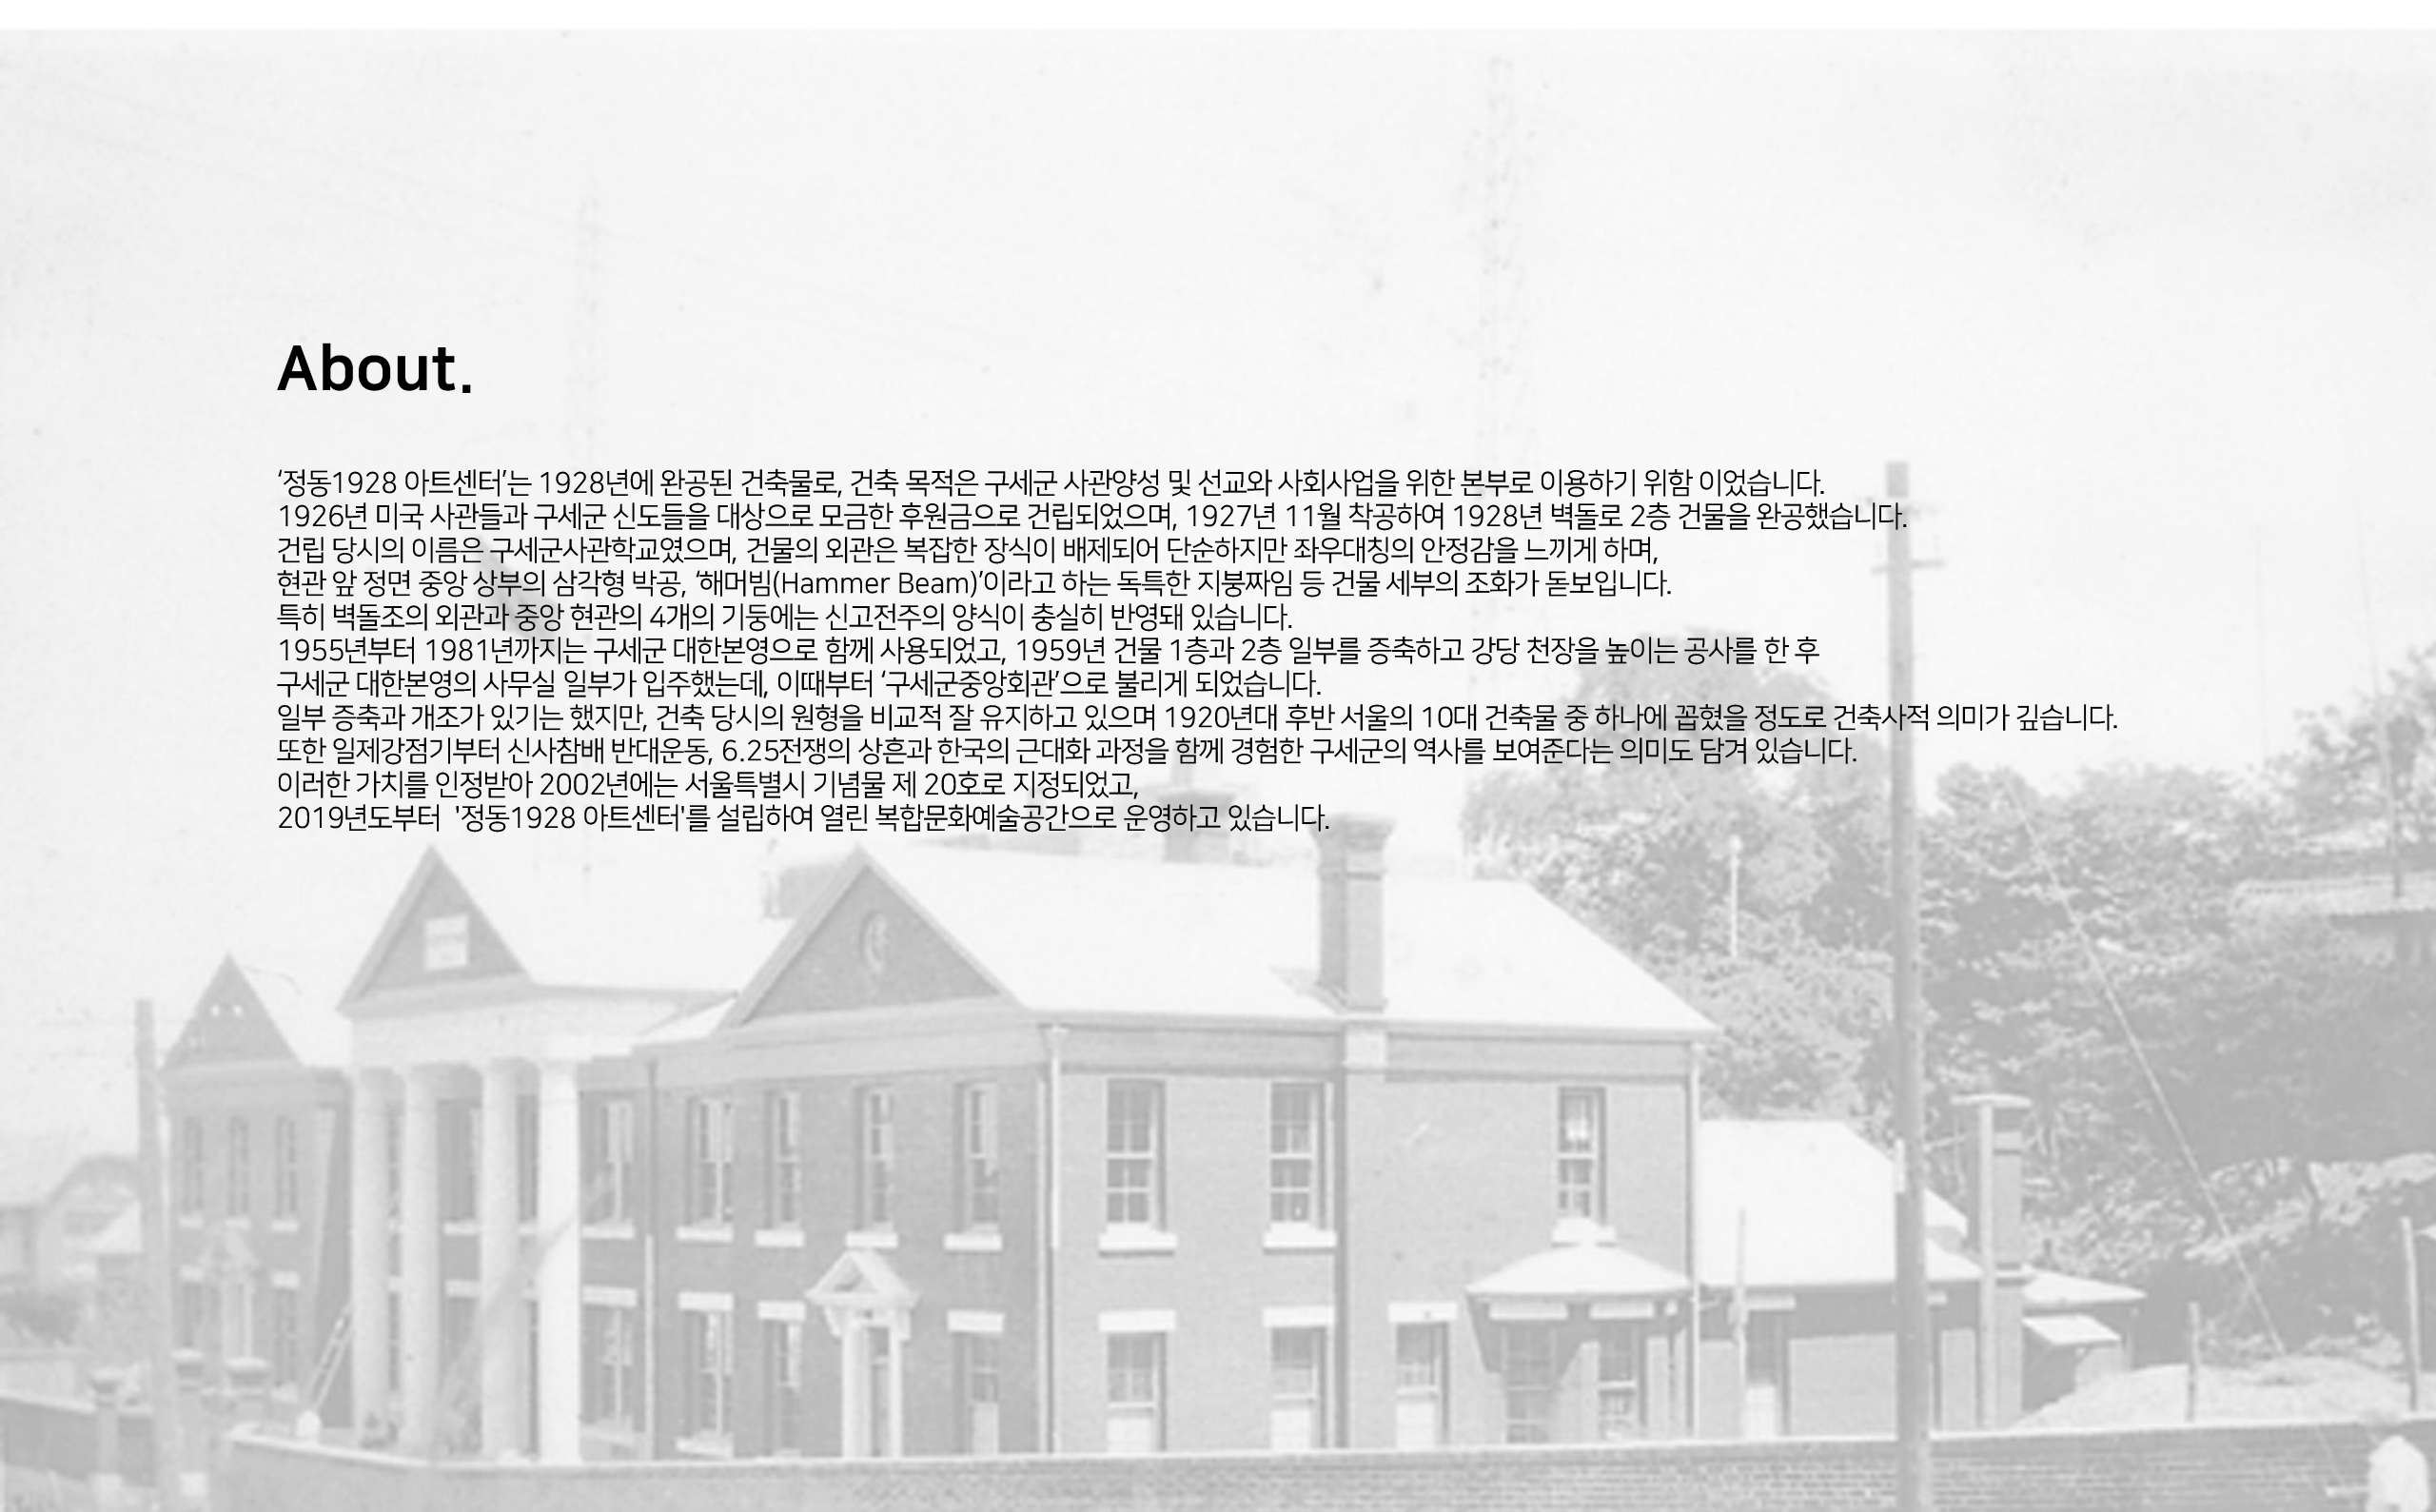 About.
‘정동1928 아트센터’는 1928년에 완공된 건축물로, 건축 목적은 구세군 사관양성 및 선교와 사회사업을 위한 본부로 이용하기 위함 이었습니다.
1926년 미국 사관들과 구세군 신도들을 대상으로 모금한 후원금으로 건립되었으며, 1927년 11월 착공하여 1928년 벽돌로 2층 건물을 완공했습니다.
건립 당시의 이름은 구세군사관학교였으며, 건물의 외관은 복잡한 장식이 배제되어 단순하지만 좌우대칭의 안정감을 느끼게 하며,
현관 앞 정면 중앙 상부의 삼각형 박공, ‘해머빔(Hammer Beam)’이라고 하는 독특한 지붕짜임 등 건물 세부의 조화가 돋보입니다.
특히 벽돌조의 외관과 중앙 현관의 4개의 기둥에는 신고전주의 양식이 충실히 반영돼 있습니다.
1955년부터 1981년까지는 구세군 대한본영으로 함께 사용되었고, 1959년 건물 1층과 2층 일부를 증축하고 강당 천장을 높이는 공사를 한 후
구세군 대한본영의 사무실 일부가 입주했는데, 이때부터 ‘구세군중앙회관’으로 불리게 되었습니다.
일부 증축과 개조가 있기는 했지만, 건축 당시의 원형을 비교적 잘 유지하고 있으며 1920년대 후반 서울의 10대 건축물 중 하나에 꼽혔을 정도로 건축사적 의미가 깊습니다.
또한 일제강점기부터 신사참배 반대운동, 6.25전쟁의 상흔과 한국의 근대화 과정을 함께 경험한 구세군의 역사를 보여준다는 의미도 담겨 있습니다.
이러한 가치를 인정받아 2002년에는 서울특별시 기념물 제 20호로 지정되었고,
2019년도부터  '정동1928 아트센터'를 설립하여 열린 복합문화예술공간으로 운영하고 있습니다.